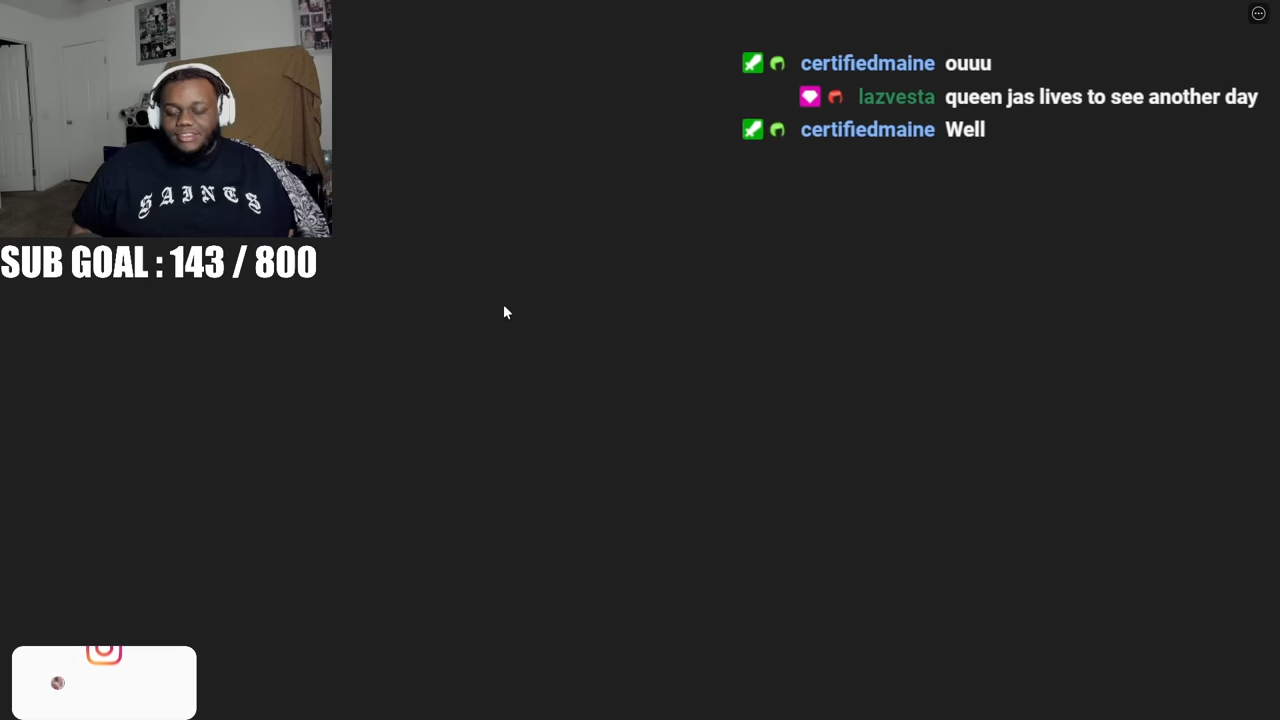 certifiedmaine ouuu
lazvesta queen jas lives to see another day
certifiedmaine Well
SAINTS
SUB GOAL : 143 / 800